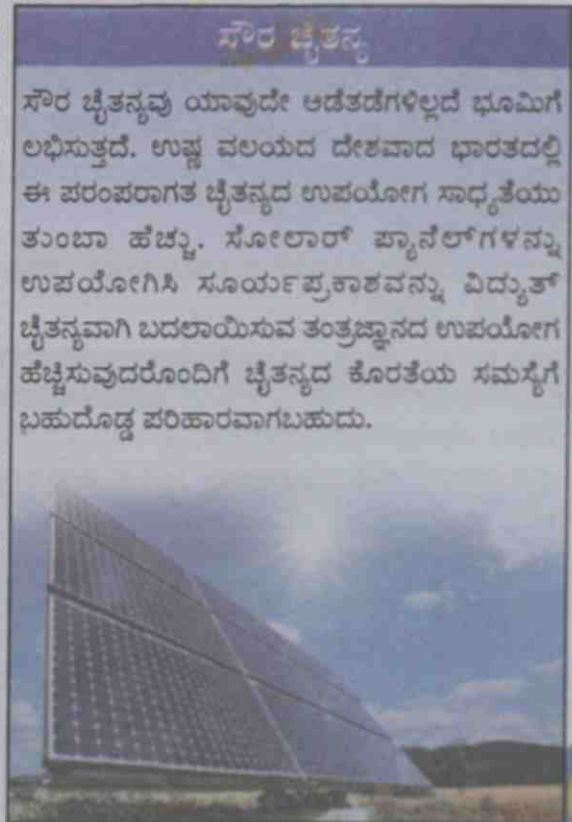 ಸೌರ ಚೈತನ್ಯ
ಸೌರ ಚೈತನ್ಯವು ಯಾವುದೇ ಆಡೆತಡೆಗಳಿಲ್ಲದೆ ಭೂಮಿಗೆ
ಲಭಿಸುತ್ತದೆ. ಉಷ್ಣ ವಲಯದ ದೇಶವಾದ ಭಾರತದಲ್ಲಿ
ಈ ಪರಂಪರಾಗತ ಚೈತನ್ಯದ ಉಪಯೋಗ ಸಾಧ್ಯತೆಯು
ತುಂಬಾ ಹೆಚ್ಚು. ಸೋಲಾರ್ ಪ್ಯಾನೆಲ್‌ಗಳನ್ನು
ಉಪಯೋಗಿಸಿ ಸೂರ್ಯಪ್ರಕಾಶವನ್ನು ವಿದ್ಯುತ್
ಚೈತನ್ಯವಾಗಿ ಬದಲಾಯಿಸುವ ತಂತ್ರಜ್ಞಾನದ ಉಪಯೋಗ
ಹೆಚ್ಚಿಸುವುದರೊಂದಿಗೆ ಚೈತನ್ಯದ ಕೊರತೆಯ ಸಮಸ್ಯೆಗೆ
ಬಹುದೊಡ್ಡ ಪರಿಹಾರವಾಗಬಹುದು.